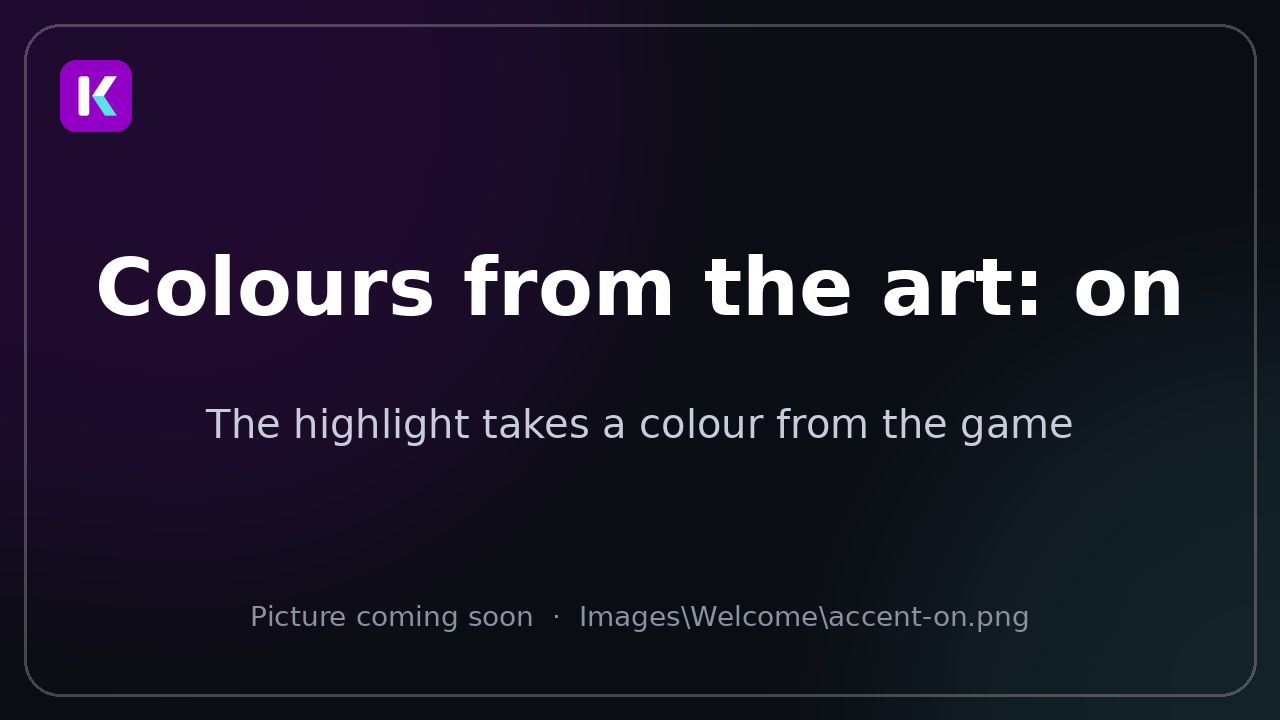 K
Colours from the art: on
The highlight takes a colour from the game
Picture coming soon · Images\Welcome\accent-on.png